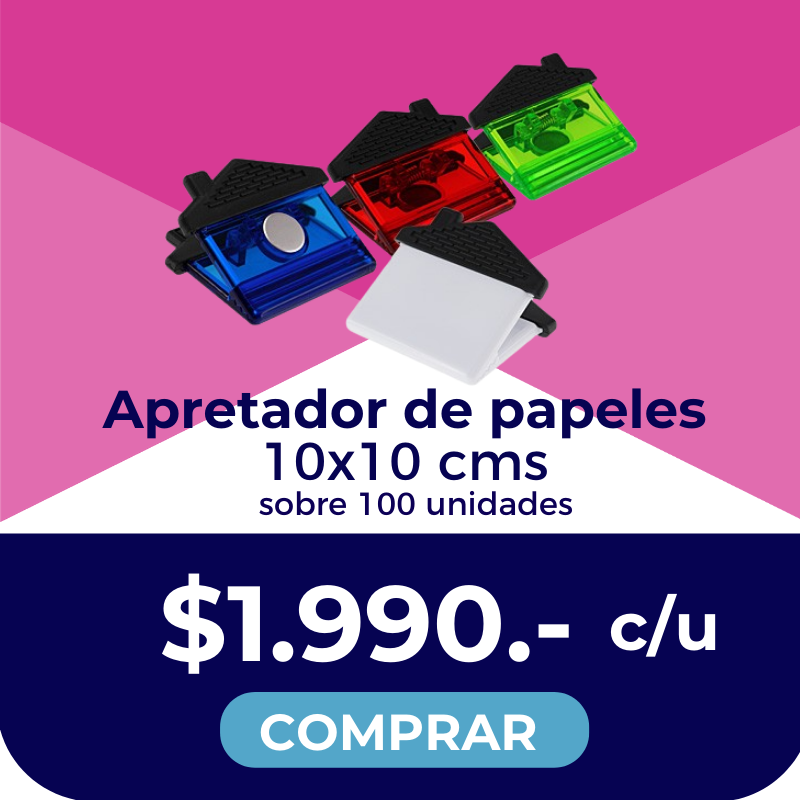 Apretador de papeles
10x10 cms
sobre 100 unidades
$1.990.- c/u
COMPRAR